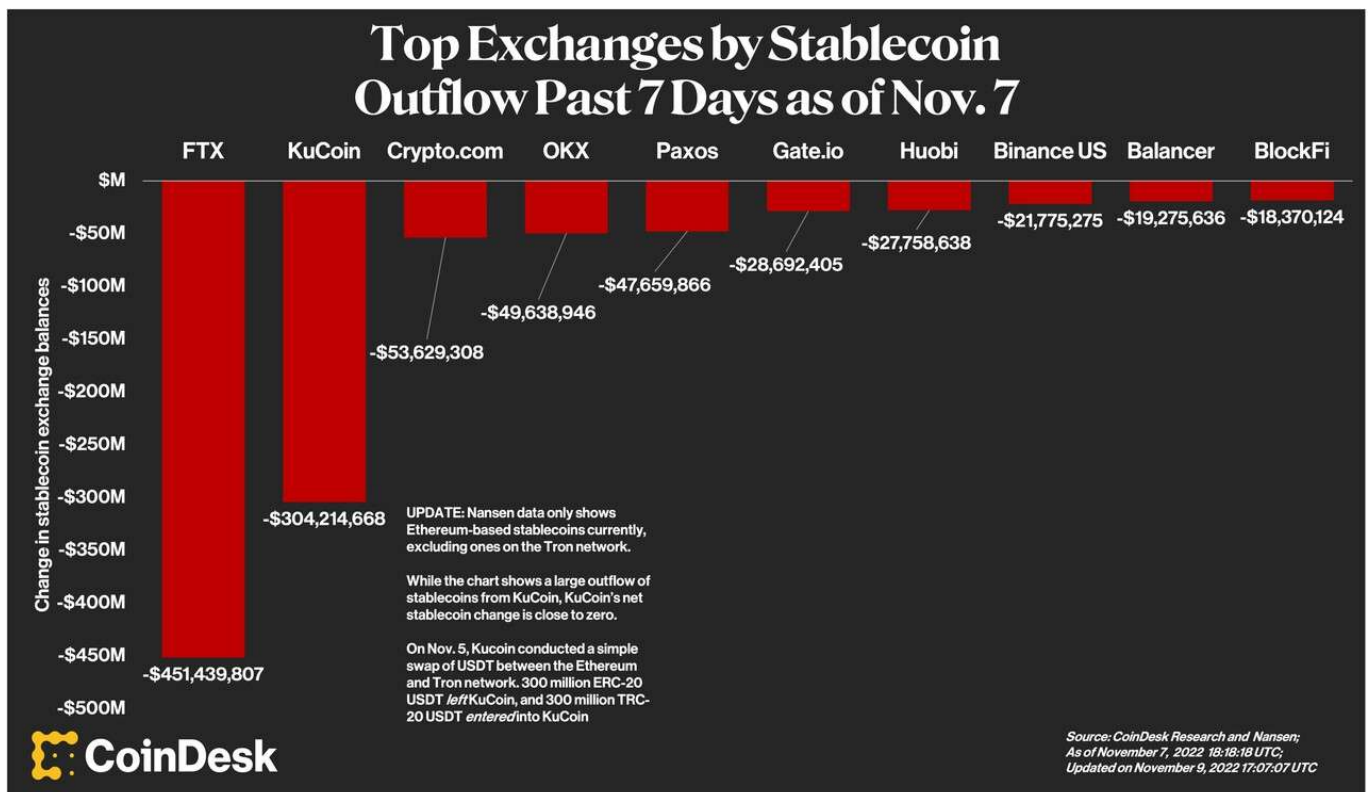 Top Exchanges by Stablecoin
Outflow Past 7 Days as of Nov. 7
FTX KuCoin Crypto.com OKX Paxos Gate.io Huobi Binance US Balancer BlockFi
$M
-$50M
-$100M
-$150M
-$200M
-$250M
-$300M
-$350M
-$400M
-$450M
-$500M
Change in stablecoin exchange balances
-$451,439,807
-$304,214,668
-$53,629,308
-$49,638,946
-$47,659,866
-$28,692,405
-$27,758,638
-$21,775,275
-$19,275,636
-$18,370,124
UPDATE: Nansen data only shows
Ethereum-based stablecoins currently,
excluding ones on the Tron network.
While the chart shows a large outflow of
stablecoins from KuCoin, KuCoin's net
stablecoin change is close to zero.
On Nov. 5, Kucoin conducted a simple
swap of USDT between the Ethereum
and Tron network. 300 million ERC-20
USDT left KuCoin, and 300 million TRC-
20 USDT entered into KuCoin
CoinDesk
Source: CoinDesk Research and Nansen;
As of November 7, 2022 18:18:18 UTC;
Updated on November 9, 2022 17:07:07 UTC